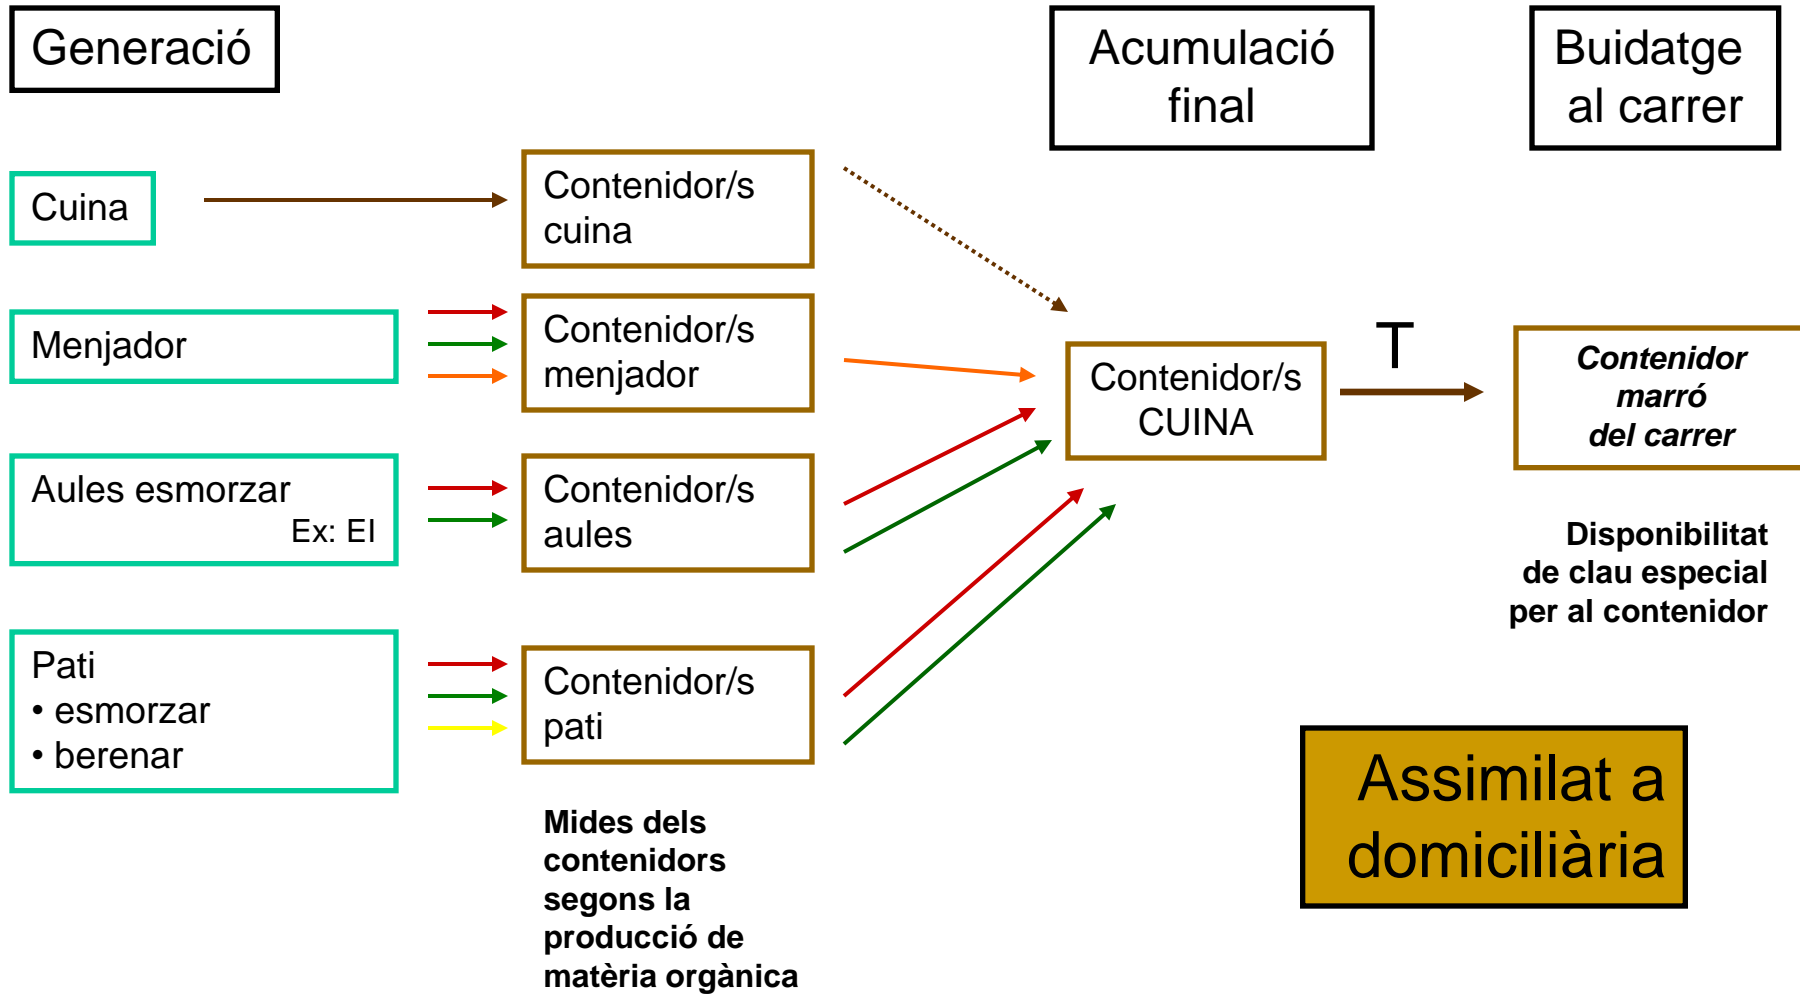 Generació
Acumulació
final
Buidatge
al carrer
Cuina
Contenidor/s
cuina
Menjador
Contenidor/s
menjador
Aules esmorzar
Ex: EI
Contenidor/s
aules
Pati
• esmorzar
• berenar
Contenidor/s
pati
Mides dels
contenidors
segons la
producció de
matèria orgànica
Contenidor/s
CUINA
T
Contenidor
marró
del carrer
Disponibilitat
de clau especial
per al contenidor
Assimilat a
domiciliària